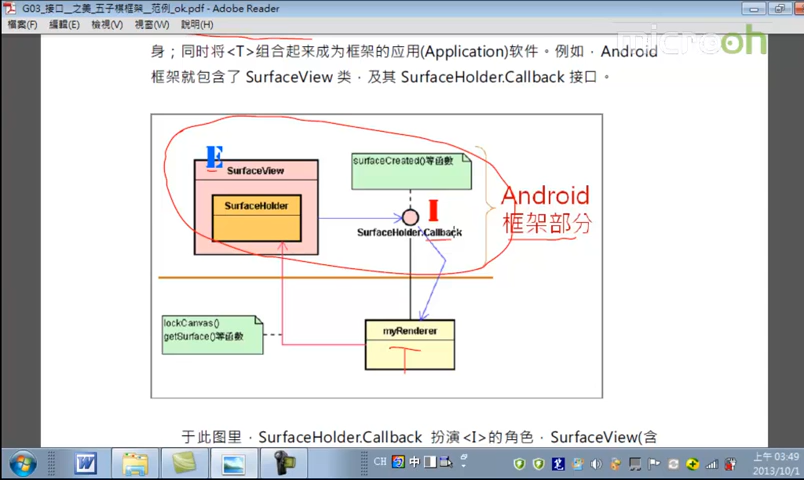 G03_接口__之美_五子棋框架__范例_ok.pdf - Adobe Reader
檔案(F) 編輯(E) 檢視(V) 視窗(W) 說明(H)
microoh
身；同时将<T>组合起来成为框架的应用(Application)软件。例如，Android
框架就包含了 SurfaceView 类，及其 SurfaceHolder.Callback 接口。
E
SurfaceView
SurfaceHolder
surfaceCreated()等函數
I
SurfaceHolder.Callback
Android
框架部分
lockCanvas()
getSurface()等函數
myRenderer
T
于此图里，SurfaceHolder.Callback 扮演<I>的角色，SurfaceView(含
CH 中
上午 03:49
2013/10/1